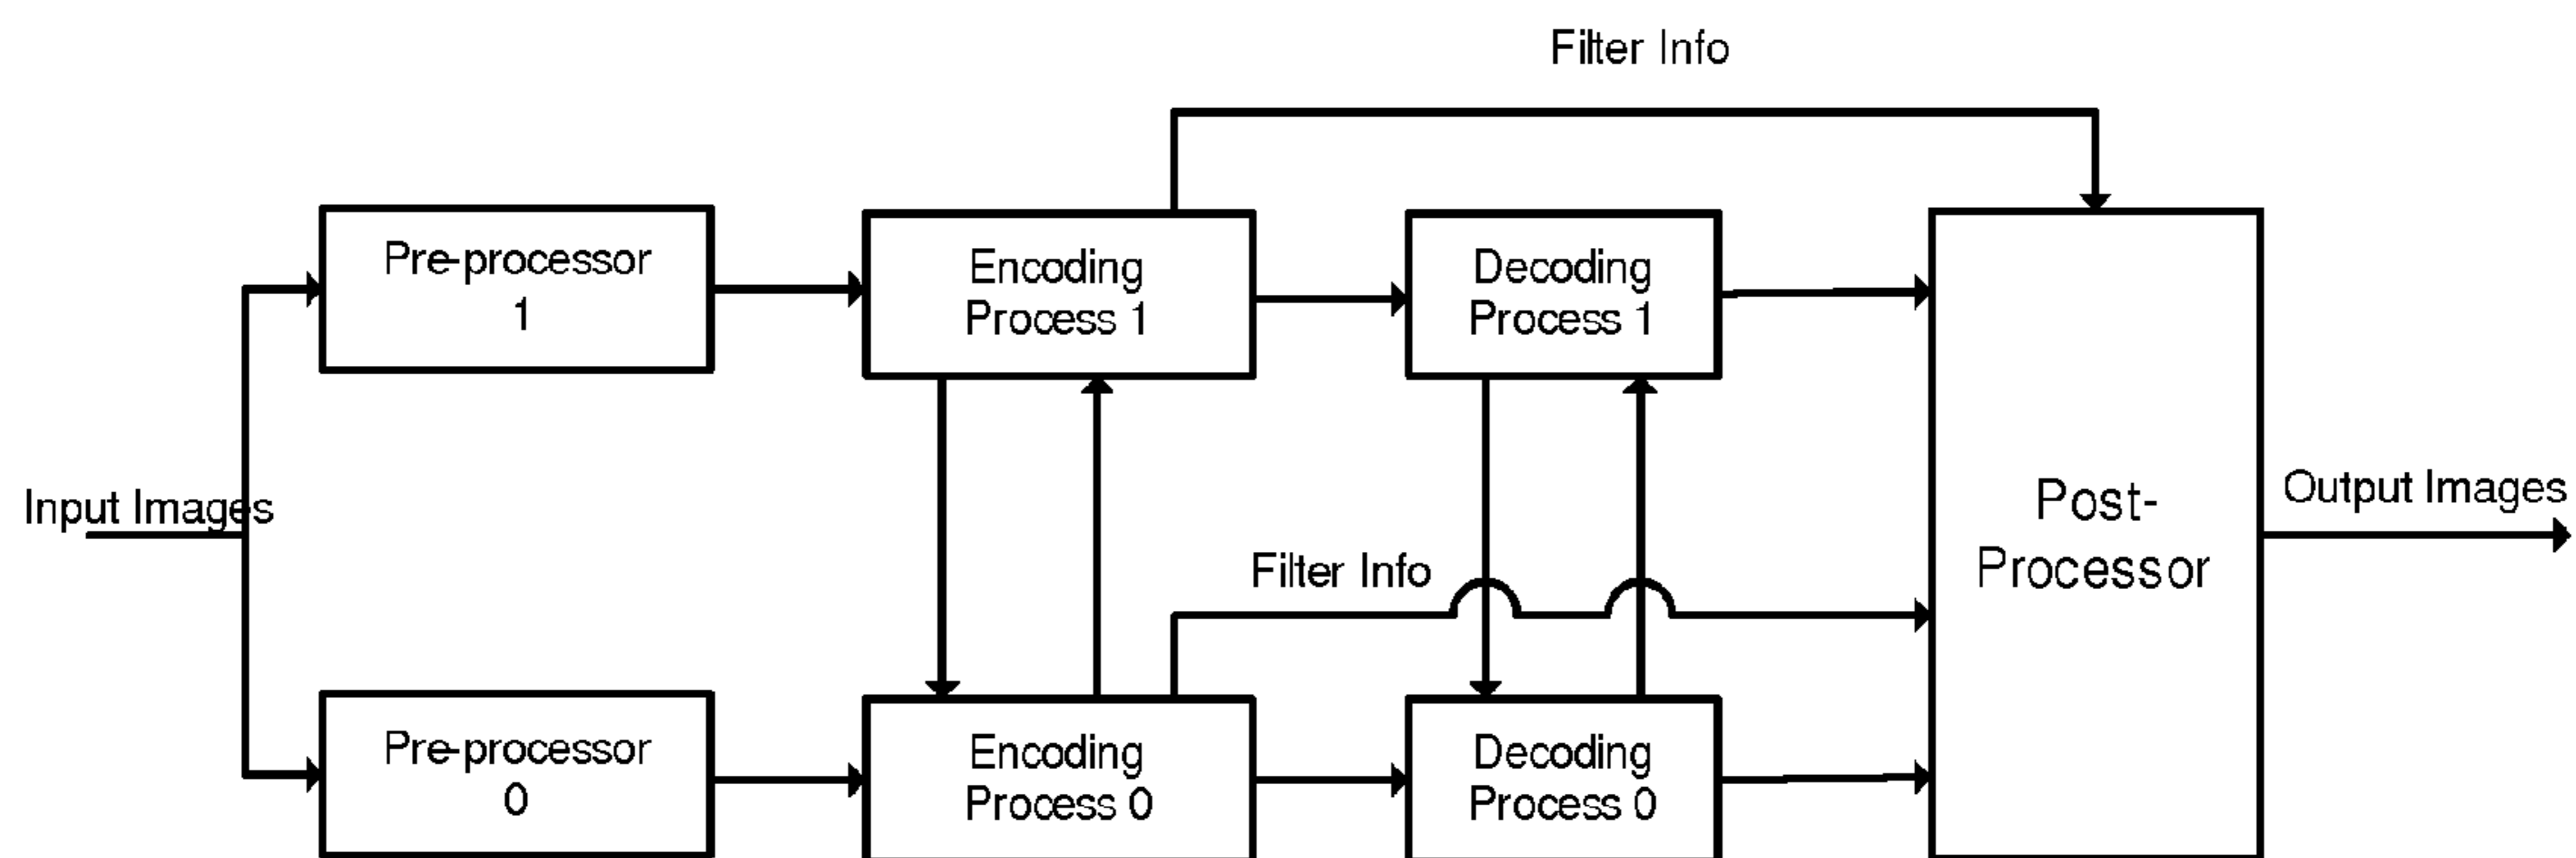 Filter Info
Pre-processor
1
Encoding
Process 1
Decoding
Process 1
Input Images
Filter Info
Post-
Processor
Output Images
Pre-processor
0
Encoding
Process 0
Decoding
Process 0